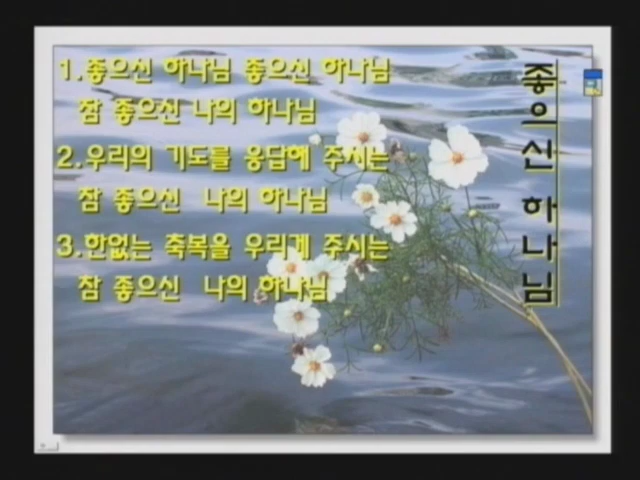 1.좋으신 하나님 좋으신 하나님
참 좋으신 나의 하나님
2.우리의 기도를 응답해 주시는
참 좋으신 나의 하나님
3.한없는 축복을 우리게 주시는
참 좋으신 나의 하나님
좋으신 하나님